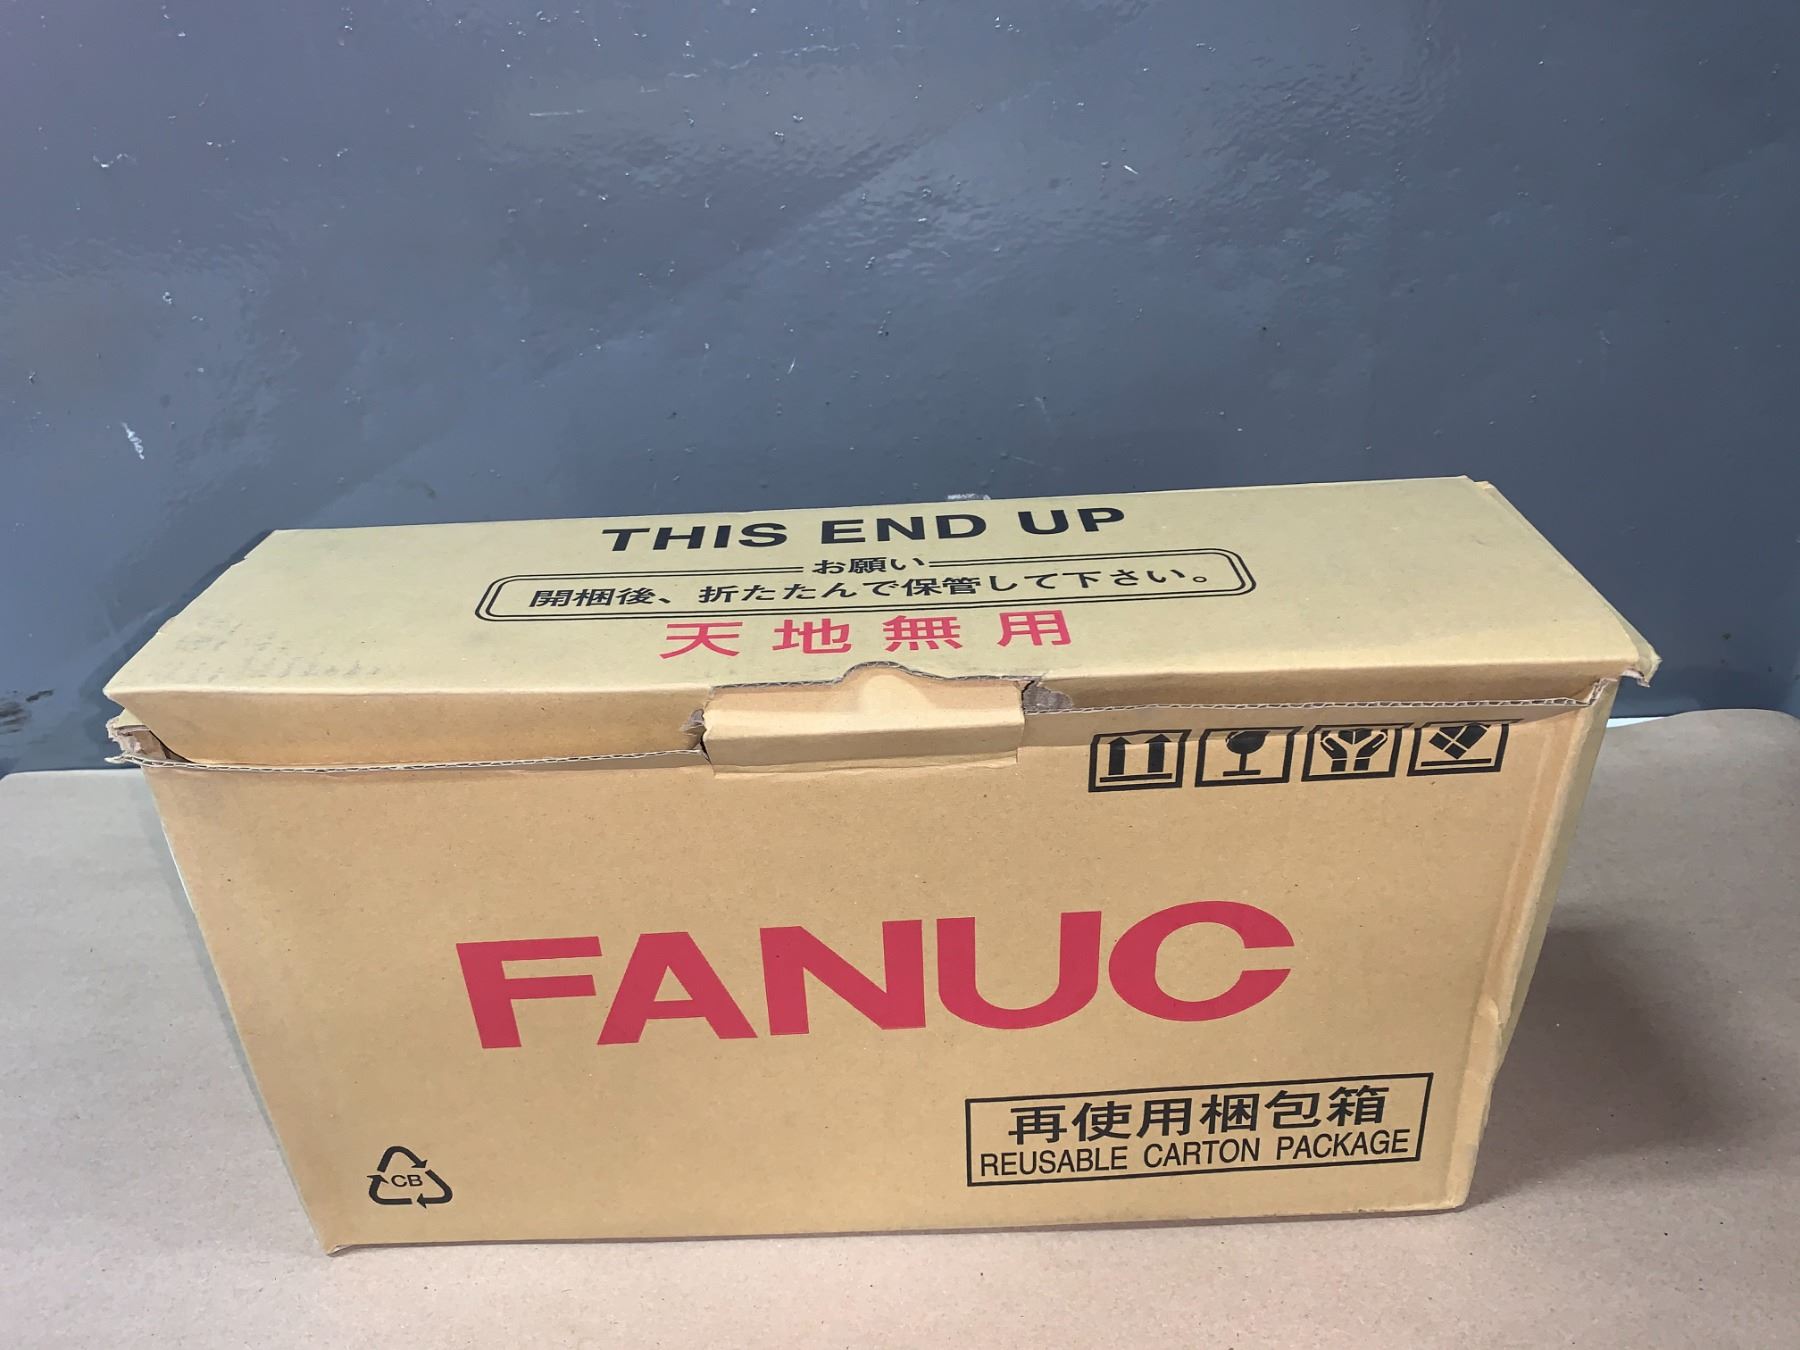 THIS END UP
お願い
開梱後、折たたんで保管して下さい。
天地無用
FANUC
再使用梱包箱
REUSABLE CARTON PACKAGE
CB